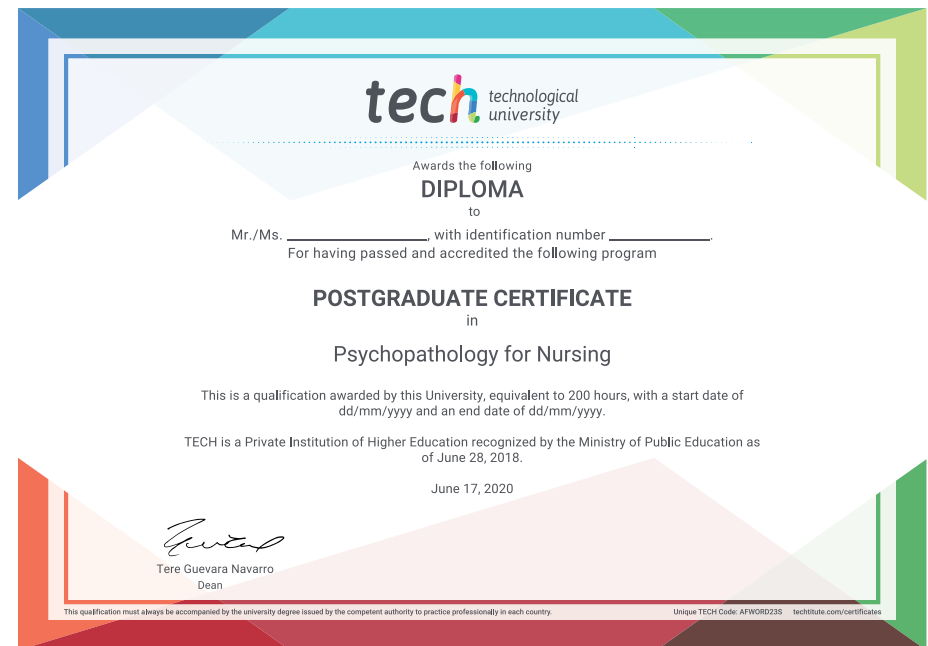 tech technological
university
Awards the following
DIPLOMA
to
Mr./Ms. ____________________, with identification number ______________.
For having passed and accredited the following program
POSTGRADUATE CERTIFICATE
in
Psychopathology for Nursing
This is a qualification awarded by this University, equivalent to 200 hours, with a start date of
dd/mm/yyyy and an end date of dd/mm/yyyy.
TECH is a Private Institution of Higher Education recognized by the Ministry of Public Education as
of June 28, 2018.
June 17, 2020
Tere Guevara Navarro
Dean
This qualification must always be accompanied by the university degree issued by the competent authority to practice professionally in each country. Unique TECH Code: AFWORD23S techtitute.com/certificates